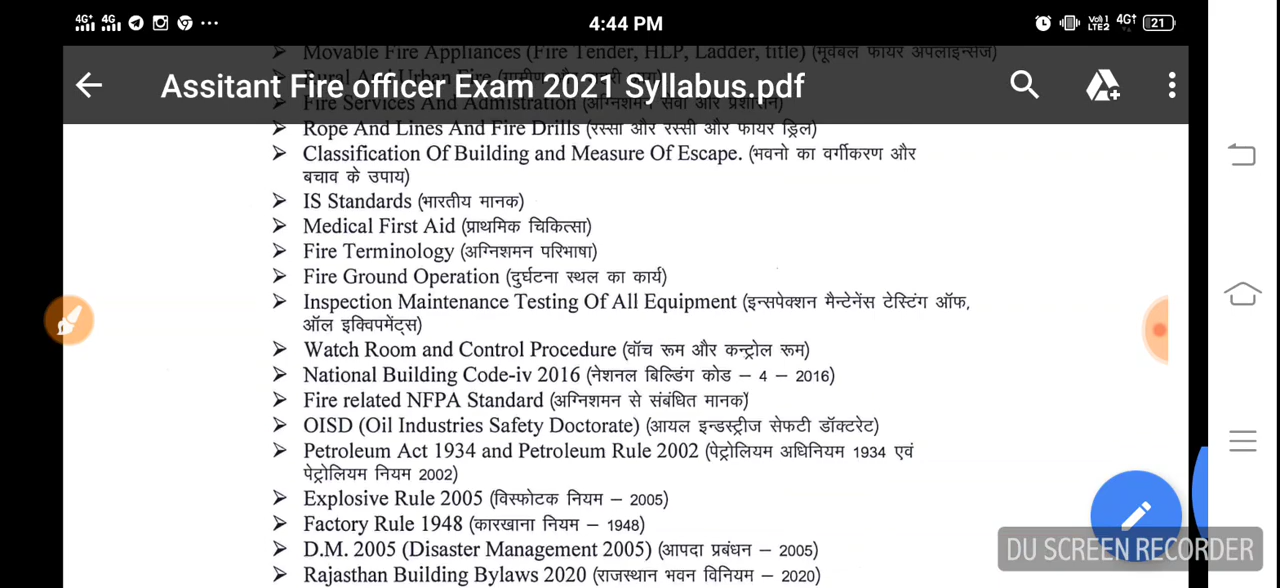 4G+ 4G ... 4:44 PM Vo) 1 LTE2 4G↑ 21
Movable Fire Appliances (Fire Tender, HLP, Ladder, title) (मूवेबल फायर अपलाइन्सेज)
Assitant Fire officer Exam 2021 Syllabus.pdf
Fire Services And Admistration (अग्निशमन सेवा और प्रशासन)
➢ Rope And Lines And Fire Drills (रस्सा और रस्सी और फायर ड्रिल)
➢ Classification Of Building and Measure Of Escape. (भवनो का वर्गीकरण और
बचाव के उपाय)
➢ IS Standards (भारतीय मानक)
➢ Medical First Aid (प्राथमिक चिकित्सा)
➢ Fire Terminology (अग्निशमन परिभाषा)
➢ Fire Ground Operation (दुर्घटना स्थल का कार्य)
➢ Inspection Maintenance Testing Of All Equipment (इन्सपेक्शन मैन्टेनेंस टेस्टिंग ऑफ,
ऑल इक्विपमेंट्स)
➢ Watch Room and Control Procedure (वॉच रूम और कन्ट्रोल रूम)
➢ National Building Code-iv 2016 (नेशनल बिल्डिंग कोड – 4 – 2016)
➢ Fire related NFPA Standard (अग्निशमन से संबंधित मानक)
➢ OISD (Oil Industries Safety Doctorate) (आयल इन्डस्ट्रीज सेफटी डॉक्टरेट)
➢ Petroleum Act 1934 and Petroleum Rule 2002 (पेट्रोलियम अधिनियम 1934 एवं
पेट्रोलियम नियम 2002)
➢ Explosive Rule 2005 (विस्फोटक नियम – 2005)
➢ Factory Rule 1948 (कारखाना नियम – 1948)
➢ D.M. 2005 (Disaster Management 2005) (आपदा प्रबंधन – 2005)
➢ Rajasthan Building Bylaws 2020 (राजस्थान भवन विनियम – 2020)
DU SCREEN RECORDER